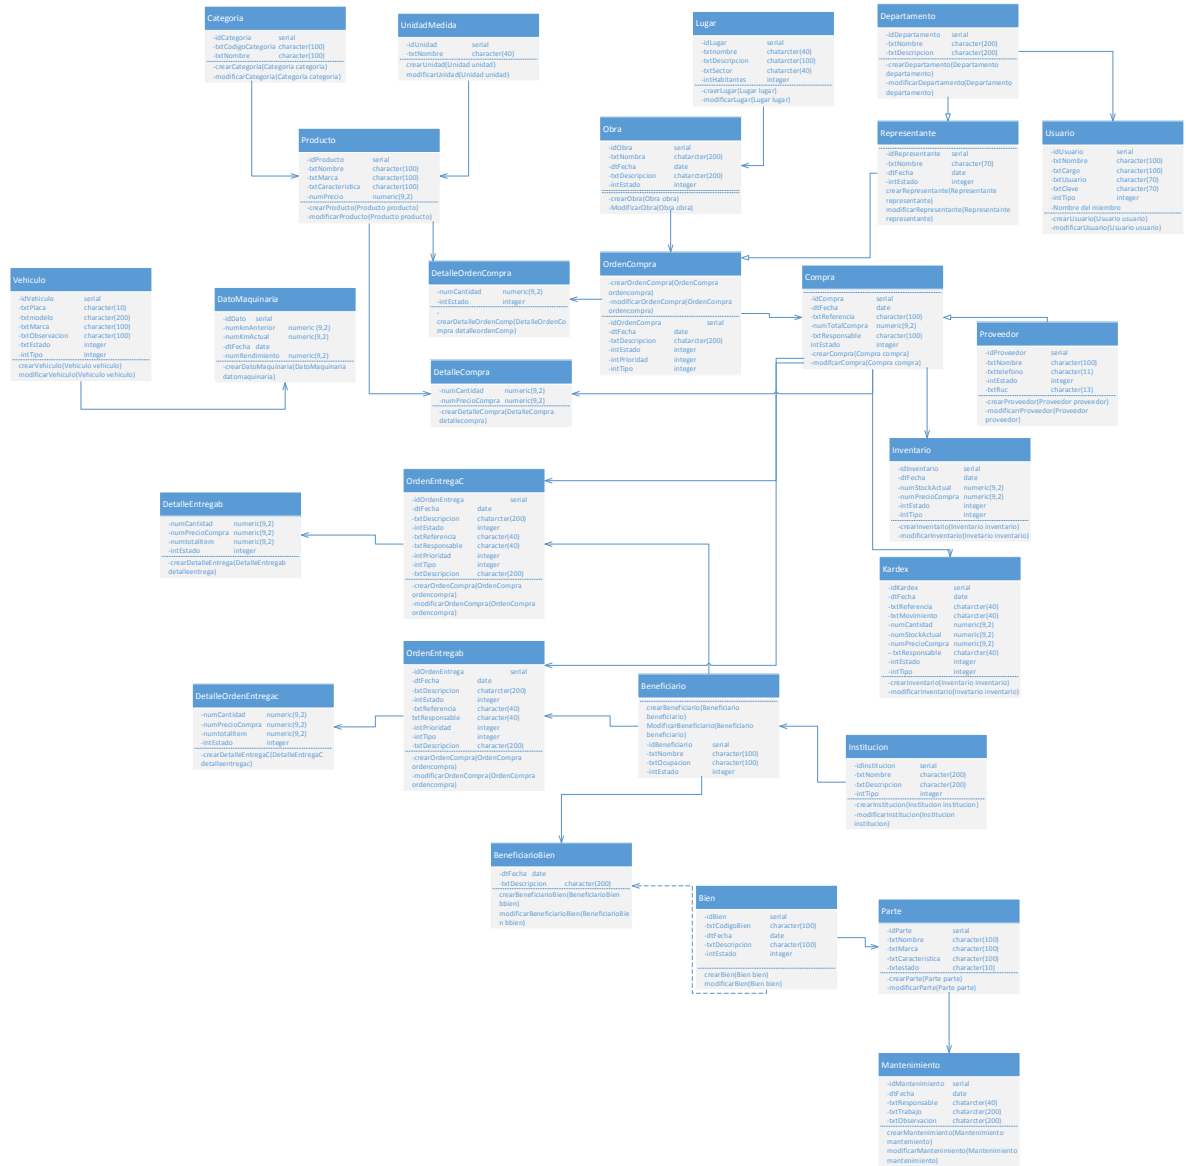 Categoria
-idCategoria serial
-txtCodigoCategoria character(100)
-txtNombre character(100)
-crearCategoria(Categoria categoria)
-modificarCategoria(Categoria categoria)
UnidadMedida
-idUnidad serial
-txtNombre character(40)
crearUnidad(Unidad unidad)
modificarUnidad(Unidad unidad)
Lugar
-idLugar serial
-txtnombre chatarcter(40)
-txtDescripcion chatarcter(100)
-txtSector chatarcter(40)
-intHabitantes integer
-craerLugar(Lugar lugar)
-modificarLugar(Lugar lugar)
Departamento
-idDepartamento serial
-txtNombre character(200)
-txtDescripcion character(200)
-crearDepartamento(Departamento
departamento)
-modificarDepartamento(Departamento
departamento)
Producto
-idProducto serial
-txtNombre character(100)
-txtMarca character(100)
-txtCaracteristica character(100)
-numPrecio numeric(9,2)
-crearProducto(Producto producto)
-modificarProducto(Producto producto)
Obra
-idObra serial
-txtNombra chatarcter(200)
-dtFecha date
-txtDescripcion chatarcter(200)
-intEstado integer
-crearObra(Obra obra)
-ModificarObra(Obra obra)
Representante
-idRepresentante serial
-txtNombre character(70)
-dtFecha date
-intEstado integer
crearRepresentante(Representante
representante)
modificarRepresentante(Representante
representante)
Usuario
-idUsuario serial
-txtNombre character(100)
-txtCargo character(100)
-txtUsuario character(70)
-txtClave character(70)
-intTipo integer
-Nombre del miembro
-crearUsuario(Usuario usuario)
-modificarUsuario(Usuario usuario)
Vehiculo
-idVehiculo serial
-txtPlaca character(10)
-txtmodelo character(200)
-txtMarca character(100)
-txtObservacion character(100)
-txtEstado integer
-intTipo integer
crearVehiculo(Vehiculo vehiculo)
modificarVehiculo(Vehiculo vehiculo)
DatoMaquinaria
-idDato serial
-numkmAnterior numeric (9,2)
-numKmActual numeric(9,2)
-dtFecha date
-numRendimiento numeric(9,2)
-crearDatoMaquinaria(DatoMaquinaria
datomaquinaria)
DetalleOrdenCompra
-numCantidad numeric(9,2)
-intEstado integer
-
crearDetalleOrdenComp(DetalleOrdenCo
mpra detalleordenComp)
OrdenCompra
-crearOrdenCompra(OrdenCompra
ordencompra)
-modificarOrdenCompra(OrdenCompra
ordencompra)
-idOrdenCompra serial
-dtFecha date
-txtDescripcion chatarcter(200)
-intEstado integer
-intPrioridad integer
-intTipo integer
Compra
-idCompra serial
-dtFecha date
-txtReferencia character(100)
-numTotalCompra numeric(9,2)
-txtResponsable character(100)
intEstado integer
-crearCompra(Compra compra)
-modifcarCompra(Compra compra)
Proveedor
-idProveedor serial
-txtNombre character(100)
-txttelefono character(11)
-intEstado integer
-txtRuc character(13)
-crearProveedor(Proveedor proveedor)
-modificarrProveedor(Proveedor
proveedor)
DetalleCompra
-numCantidad numeric(9,2)
-numPrecioCompra numeric(9,2)
-crearDetalleCompra(DetalleCompra
detallecompra)
Inventario
-idInventario serial
-dtFecha date
-numStockActual numeric(9,2)
-numPrecioCompra numeric(9,2)
-intEstado integer
-intTipo integer
-crearInventario(Inventario inventario)
-modificarInventario(Invetario inventario)
OrdenEntregaC
-idOrdenEntrega serial
-dtFecha date
-txtDescripcion chatarcter(200)
-intEstado integer
-txtReferencia character(40)
-txtResponsable character(40)
-intPrioridad integer
-intTipo integer
-txtDescripcion character(200)
-crearOrdenCompra(OrdenCompra
ordencompra)
-modificarOrdenCompra(OrdenCompra
ordencompra)
DetalleEntregab
-numCantidad numeric(9,2)
-numPrecioCompra numeric(9,2)
-numtotalItem numeric(9,2)
-intEstado integer
-crearDetalleEntrega(DetalleEntregab
detalleentrega)
Kardex
-idKardex serial
-dtFecha date
-txtReferencia chatarcter(40)
-txtMovimiento chatarcter(40)
-numCantidad numeric(9,2)
-numStockActual numeric(9,2)
-numPrecioCompra numeric(9,2)
--txtResponsable chatarcter(40)
-intEstado integer
-intTipo integer
-crearInventario(Inventario inventario)
-modificarInventario(Invetario inventario)
OrdenEntregab
-idOrdenEntrega serial
-dtFecha date
-txtDescripcion chatarcter(200)
-intEstado integer
-txtReferencia character(40)
txtResponsable character(40)
-intPrioridad integer
-intTipo integer
-txtDescripcion character(200)
-crearOrdenCompra(OrdenCompra
ordencompra)
-modificarOrdenCompra(OrdenCompra
ordencompra)
DetalleOrdenEntregac
-numCantidad numeric(9,2)
-numPrecioCompra numeric(9,2)
-numtotalItem numeric(9,2)
-intEstado integer
-crearDetalleEntregaC(DetalleEntregaC
detalleentregac)
Beneficiario
crearBeneficiario(Beneficiario
beneficiario)
ModificarBeneficiario(Beneficiario
beneficiario)
-idBeneficiario serial
-txtNombre character(100)
-txtOcupacion character(100)
-intEstado integer
Institucion
-idInstitucion serial
-txtNombre character(200)
-txtDescripcion character(200)
-intTipo integer
-crearInstitucion(Institucion institucion)
-modificarInstitucion(Institucion
institucion)
BeneficiarioBien
-dtFecha date
-txtDescripcion character(200)
crearBeneficiarioBien(BeneficiarioBien
bbien)
modificarBeneficiarioBien(BeneficiarioBie
n bbien)
Bien
-idBien serial
-txtCodigoBien character(100)
-dtFecha date
-txtDescripcion character(100)
-intEstado integer
crearBien(Bien bien)
modificarBien(Bien bien)
Parte
-idParte serial
-txtNombre character(100)
-txtMarca character(100)
-txtCaracteristica character(100)
-txtestado character(10)
-crearParte(Parte parte)
-modificarParte(Parte parte)
Mantenimiento
-idMantenimiento serial
-dtFecha date
-txtResponsable chatarcter(40)
-txtTrabajo chatarcter(200)
-txtObservacion chatarcter(200)
crearMantenimiento(Mantenimiento
mantemiento)
modificarMantenimiento(Mantenimiento
mantenimiento)